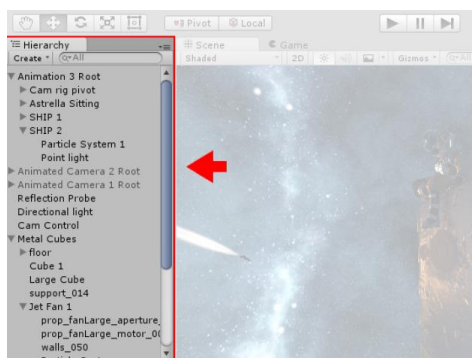 Pivot Local
Hierarchy
Create All
Scene Game
Shaded 2D Gizmos All
Animation 3 Root
Cam rig pivot
Astrella Sitting
SHIP 1
SHIP 2
Particle System 1
Point light
Animated Camera 2 Root
Animated Camera 1 Root
Reflection Probe
Directional light
Cam Control
Metal Cubes
floor
Cube 1
Large Cube
support_014
Jet Fan 1
prop_fanLarge_aperture_
prop_fanLarge_motor_00
walls_050